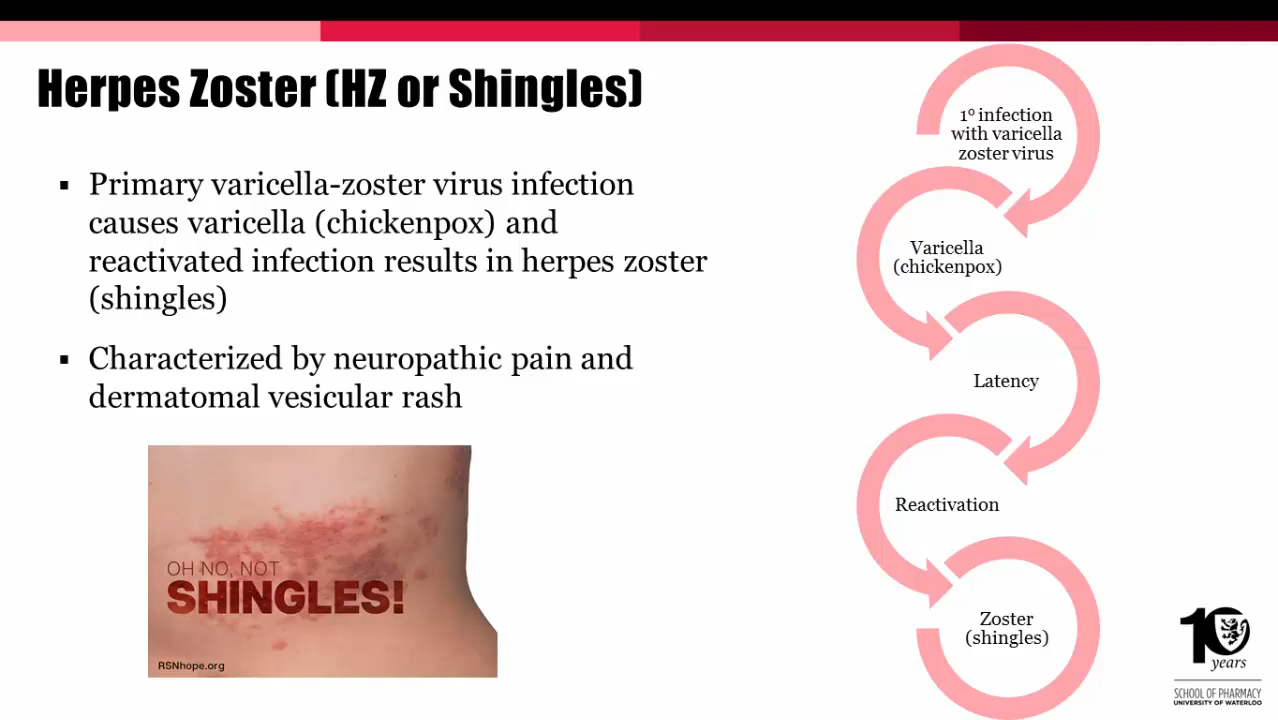 Herpes Zoster (HZ or Shingles)
▪ Primary varicella-zoster virus infection
causes varicella (chickenpox) and
reactivated infection results in herpes zoster
(shingles)
▪ Characterized by neuropathic pain and
dermatomal vesicular rash
OH NO, NOT
SHINGLES!
RSNhope.org
1º infection
with varicella
zoster virus
Varicella
(chickenpox)
Latency
Reactivation
Zoster
(shingles)
10
years
SCHOOL OF PHARMACY
UNIVERSITY OF WATERLOO